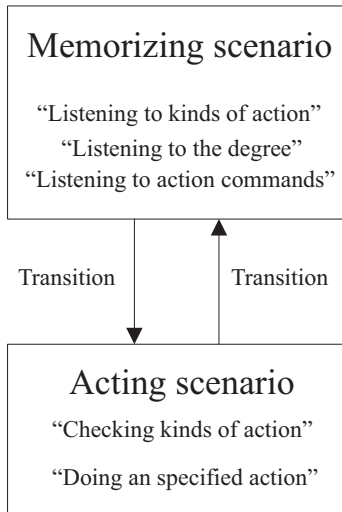 Memorizing scenario
“Listening to kinds of action”
“Listening to the degree”
“Listening to action commands”
Transition Transition
Acting scenario
“Checking kinds of action”
“Doing an specified action”